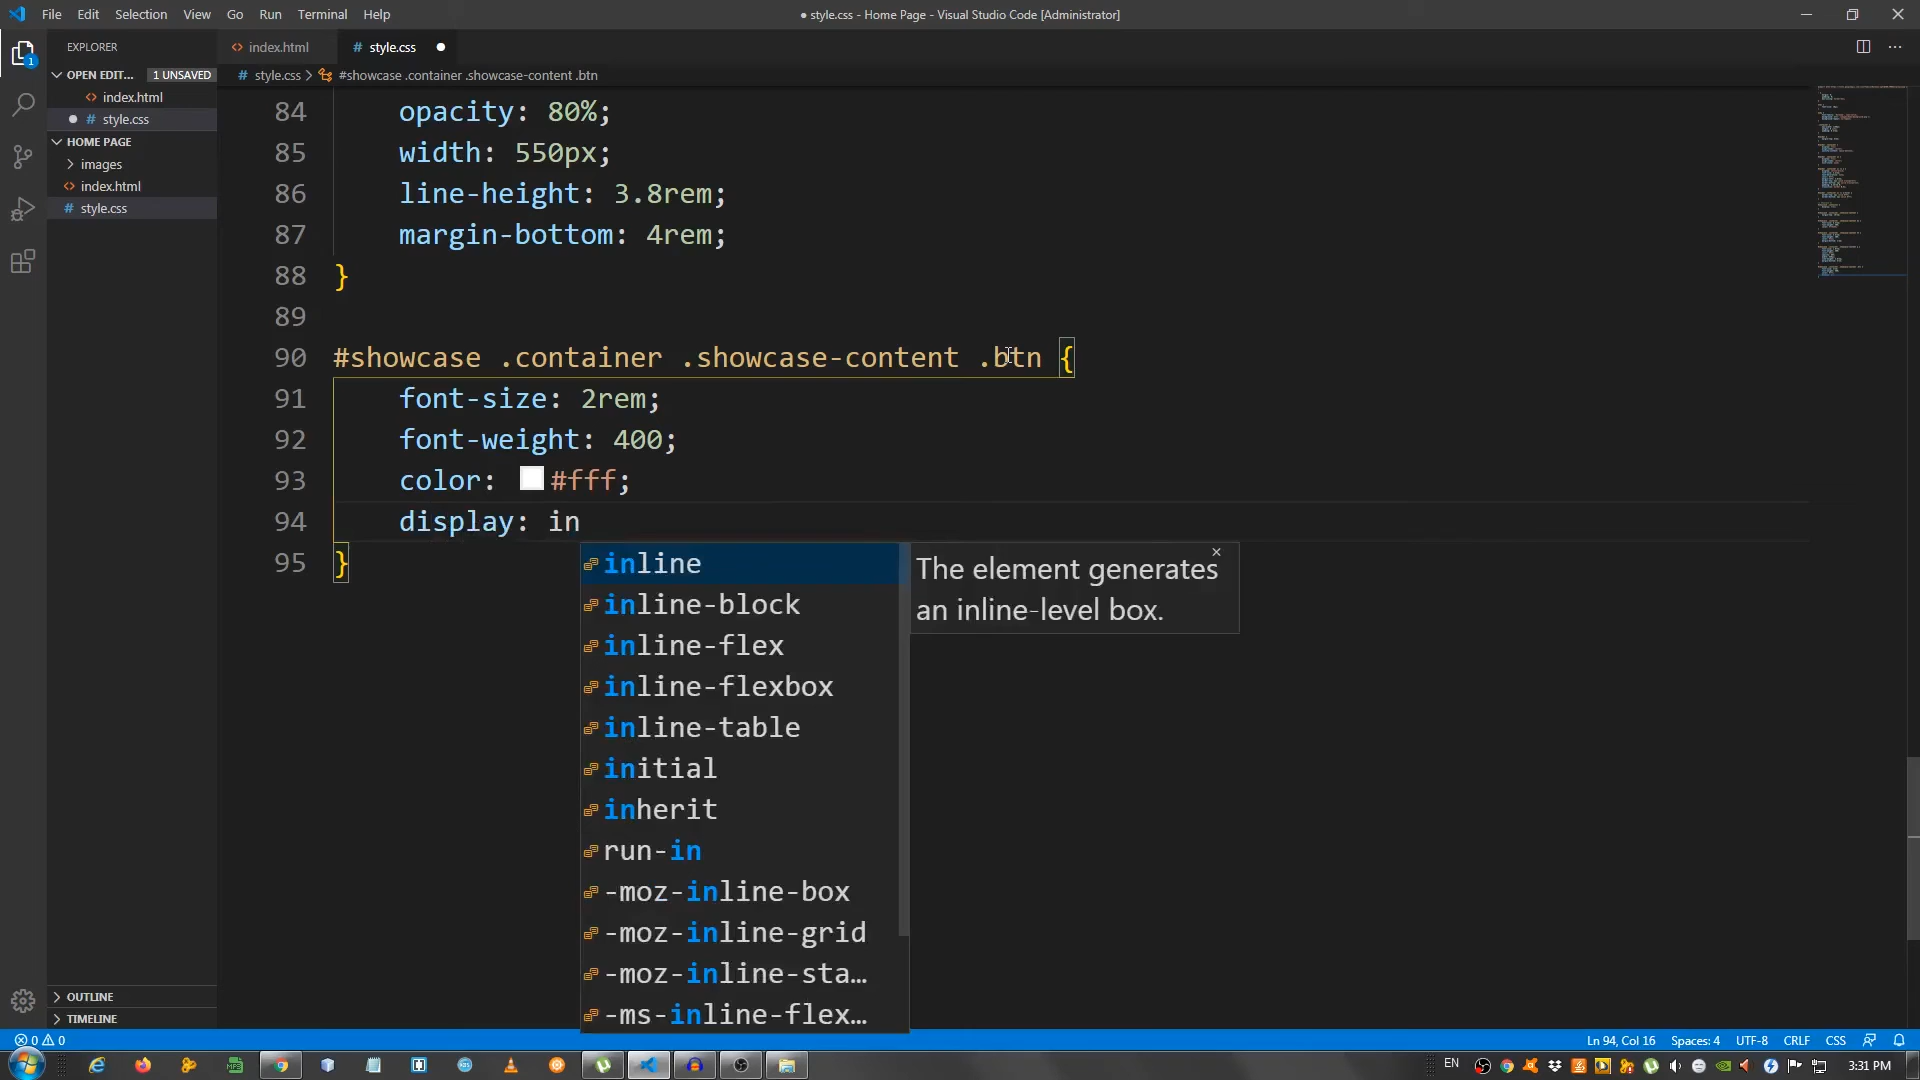 File Edit Selection View Go Run Terminal Help
● style.css - Home Page - Visual Studio Code [Administrator]
EXPLORER
index.html
# style.css
OPEN EDIT... 1 UNSAVED
# style.css > #showcase .container .showcase-content .btn
index.html
# style.css
HOME PAGE
images
index.html
# style.css
84 opacity: 80%;
85 width: 550px;
86 line-height: 3.8rem;
87 margin-bottom: 4rem;
88 }
89
90 #showcase .container .showcase-content .btn {
91 font-size: 2rem;
92 font-weight: 400;
93 color: #fff;
94 display: in
95 }
inline
inline-block
inline-flex
inline-flexbox
inline-table
initial
inherit
run-in
-moz-inline-box
-moz-inline-grid
-moz-inline-sta...
-ms-inline-flex...
The element generates
an inline-level box.
OUTLINE
TIMELINE
0 0
Ln 94, Col 16 Spaces: 4 UTF-8 CRLF CSS
EN
3:31 PM